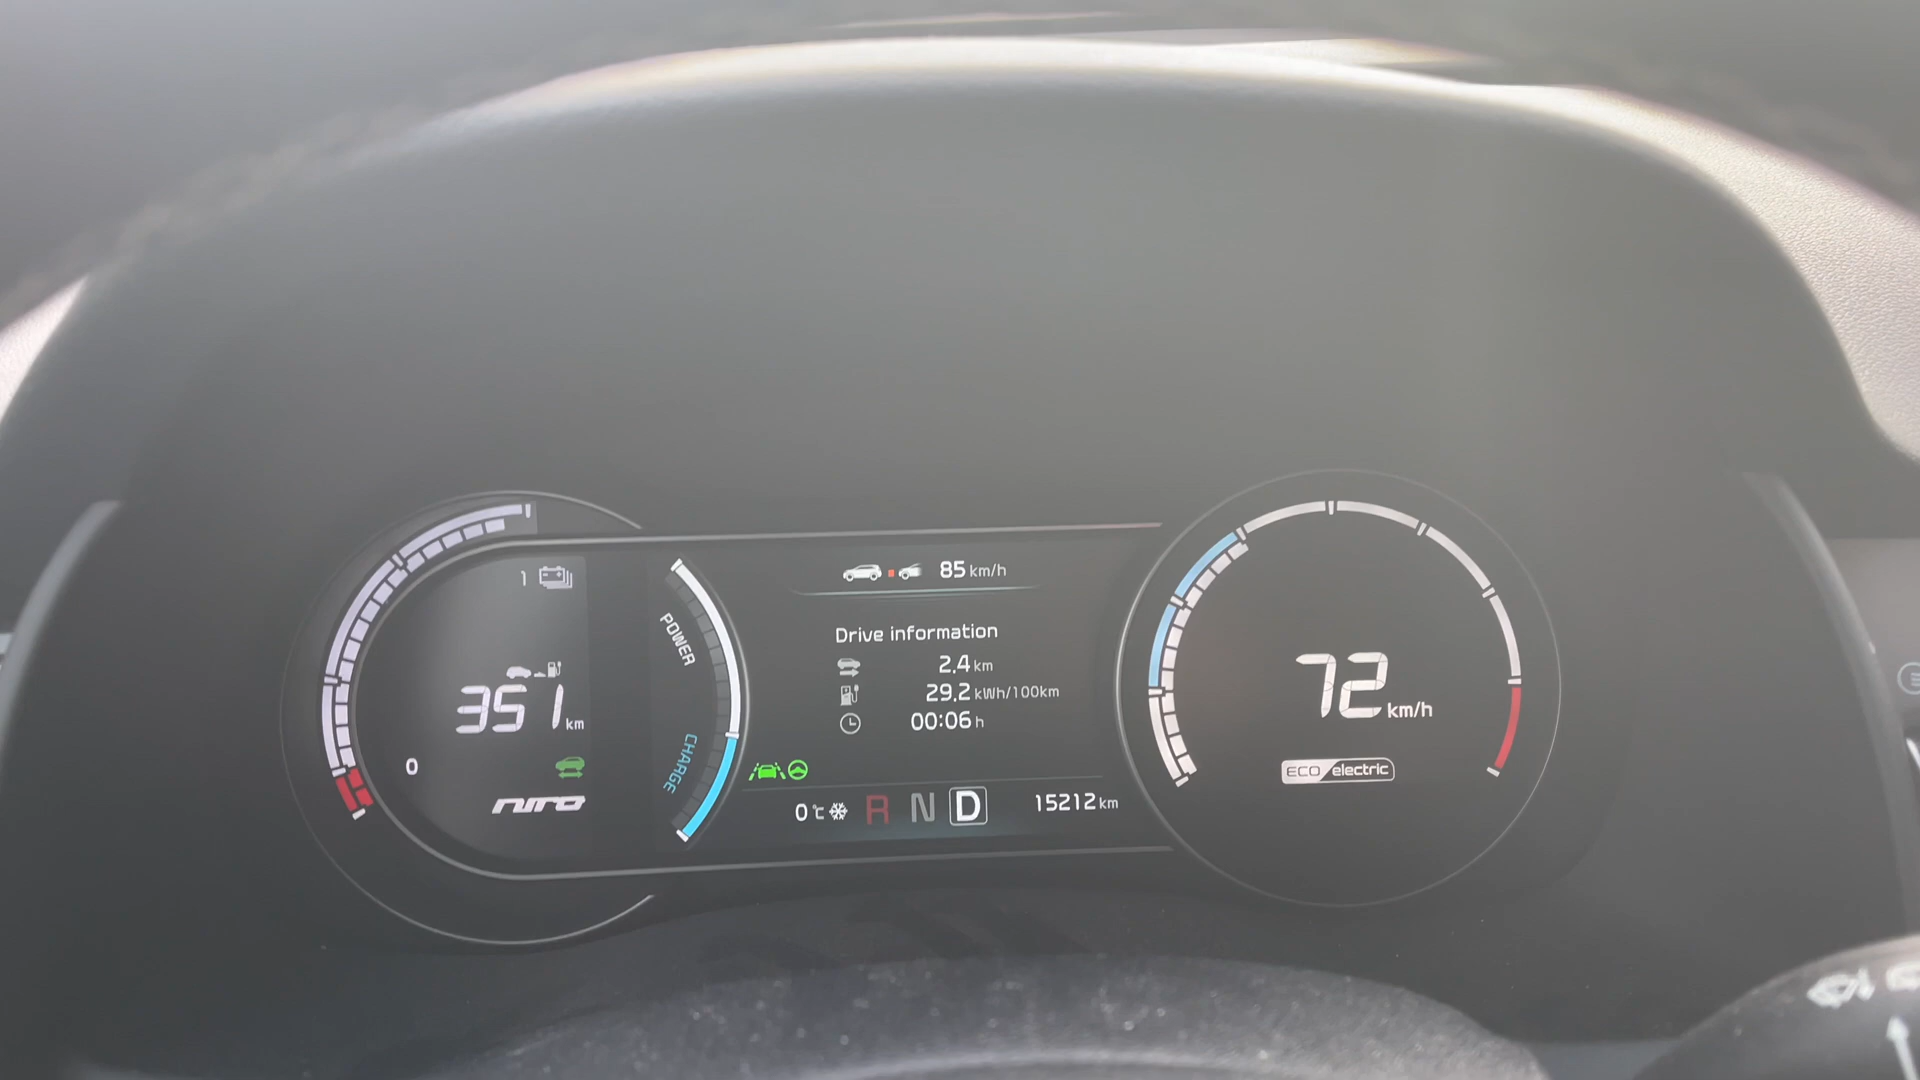 1
351 km
0
niro
POWER
CHARGE
85 km/h
Drive information
2.4 km
29.2 kWh/100km
00:06 h
0℃ R N D 15212 km
72 km/h
ECO electric